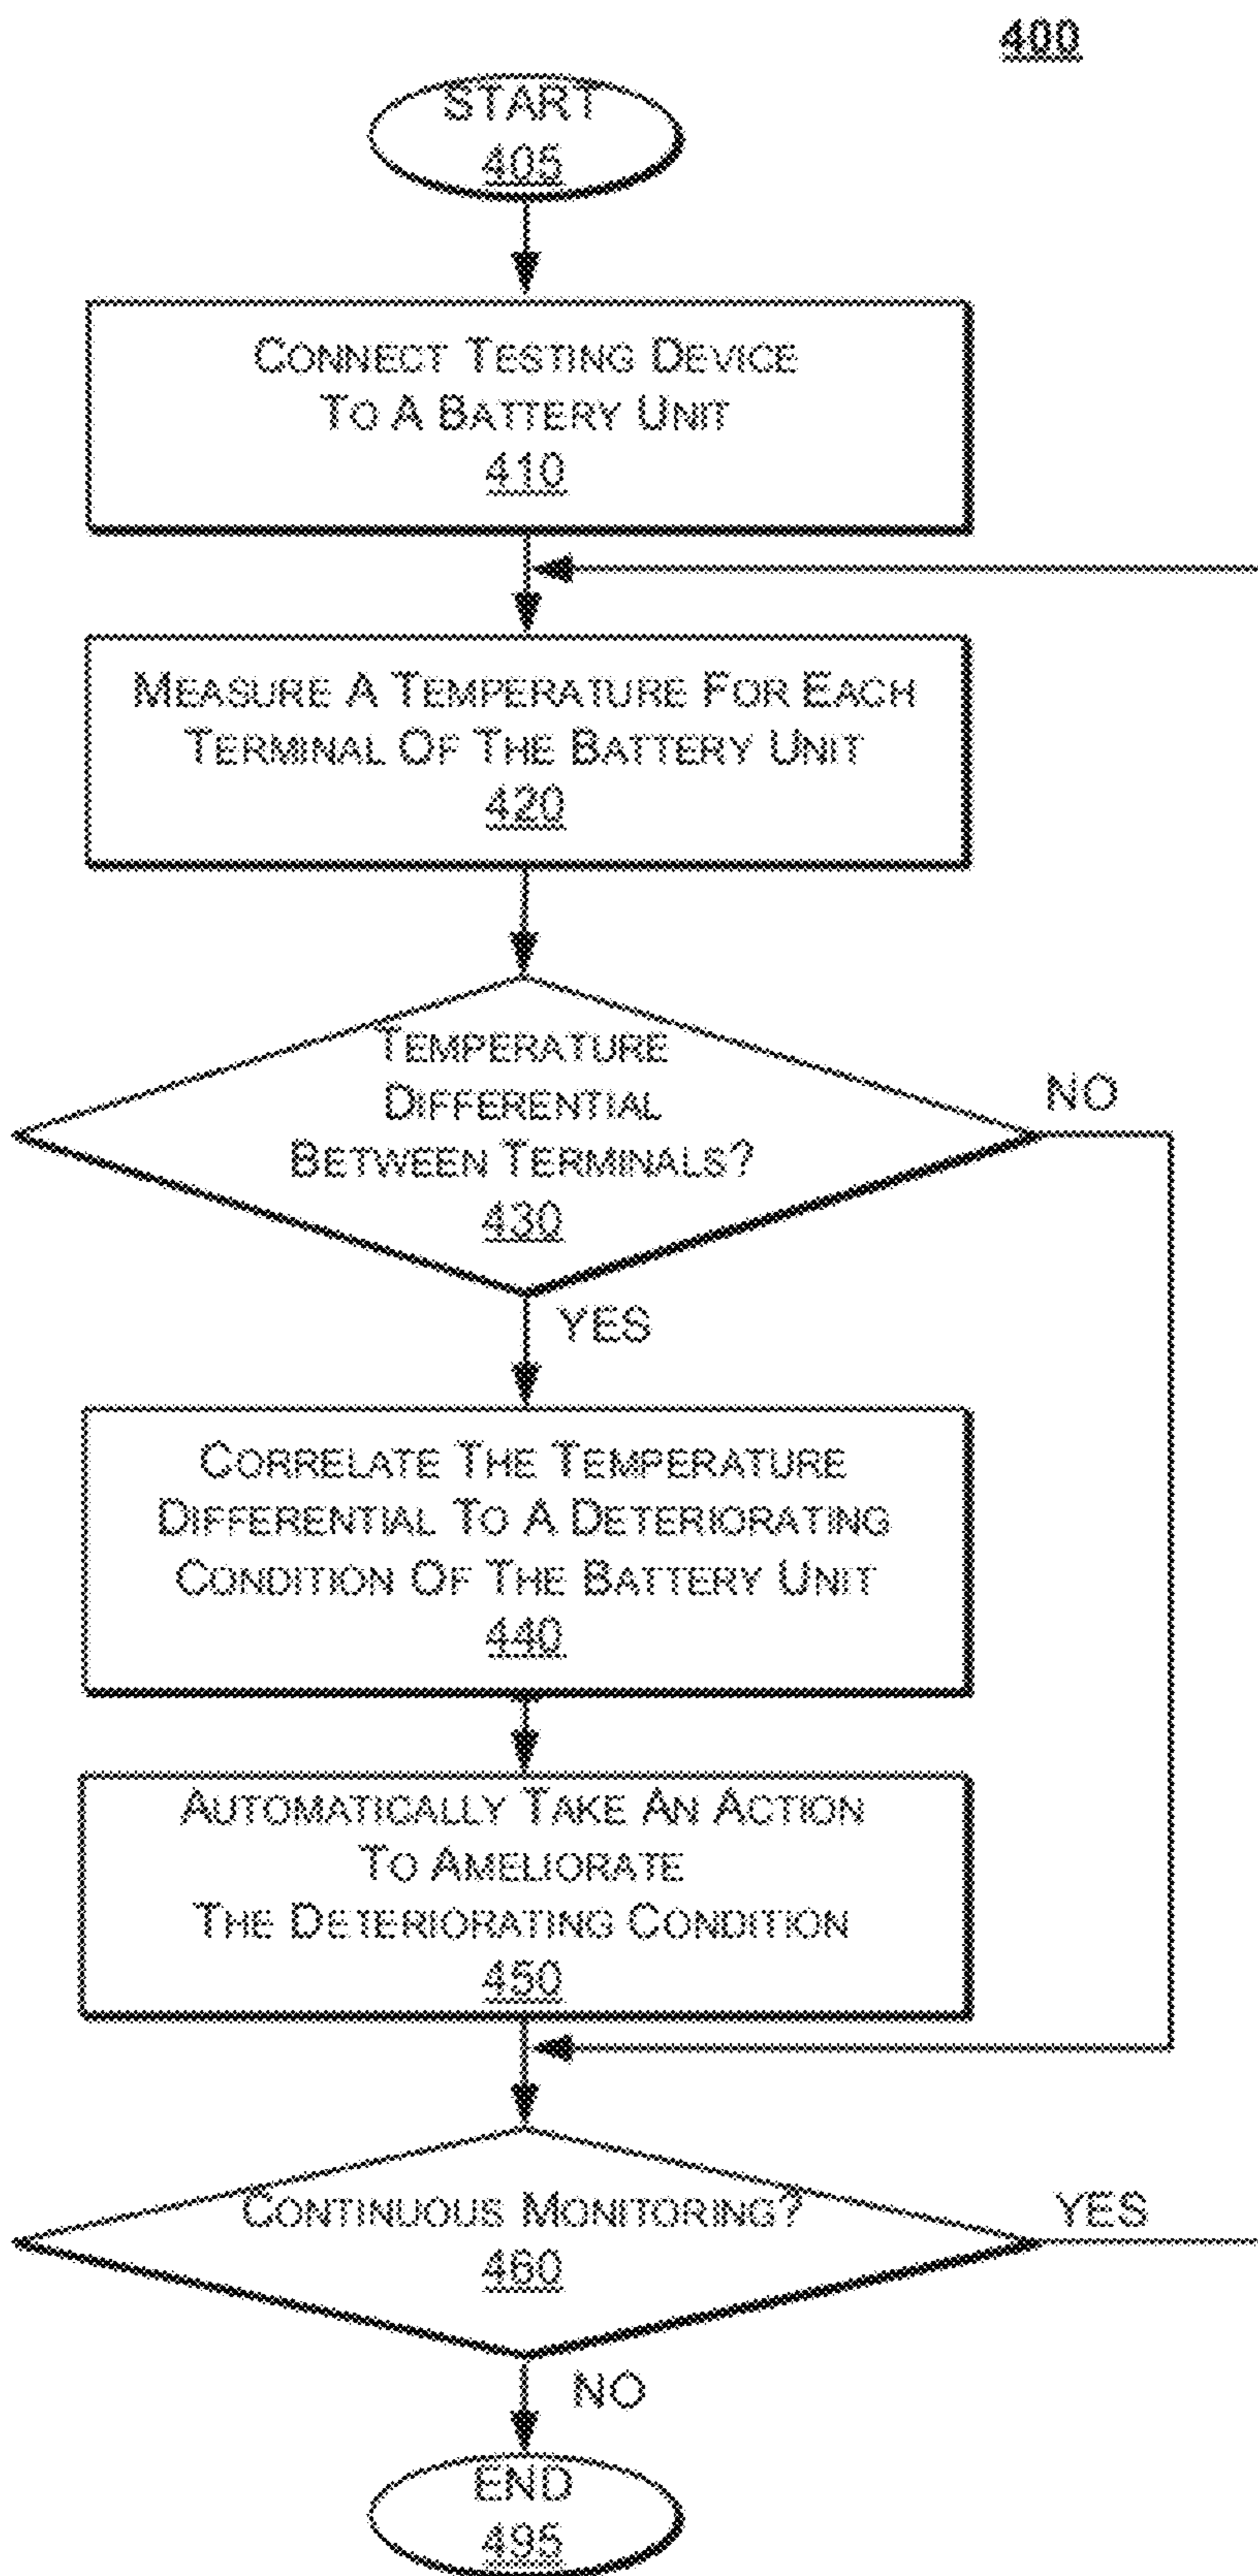 400
START
405
CONNECT TESTING DEVICE
TO A BATTERY UNIT
410
MEASURE A TEMPERATURE FOR EACH
TERMINAL OF THE BATTERY UNIT
420
TEMPERATURE
DIFFERENTIAL
BETWEEN TERMINALS?
430
NO
YES
CORRELATE THE TEMPERATURE
DIFFERENTIAL TO A DETERIORATING
CONDITION OF THE BATTERY UNIT
440
AUTOMATICALLY TAKE AN ACTION
TO AMELIORATE
THE DETERIORATING CONDITION
450
CONTINUOUS MONITORING?
460
YES
NO
END
495